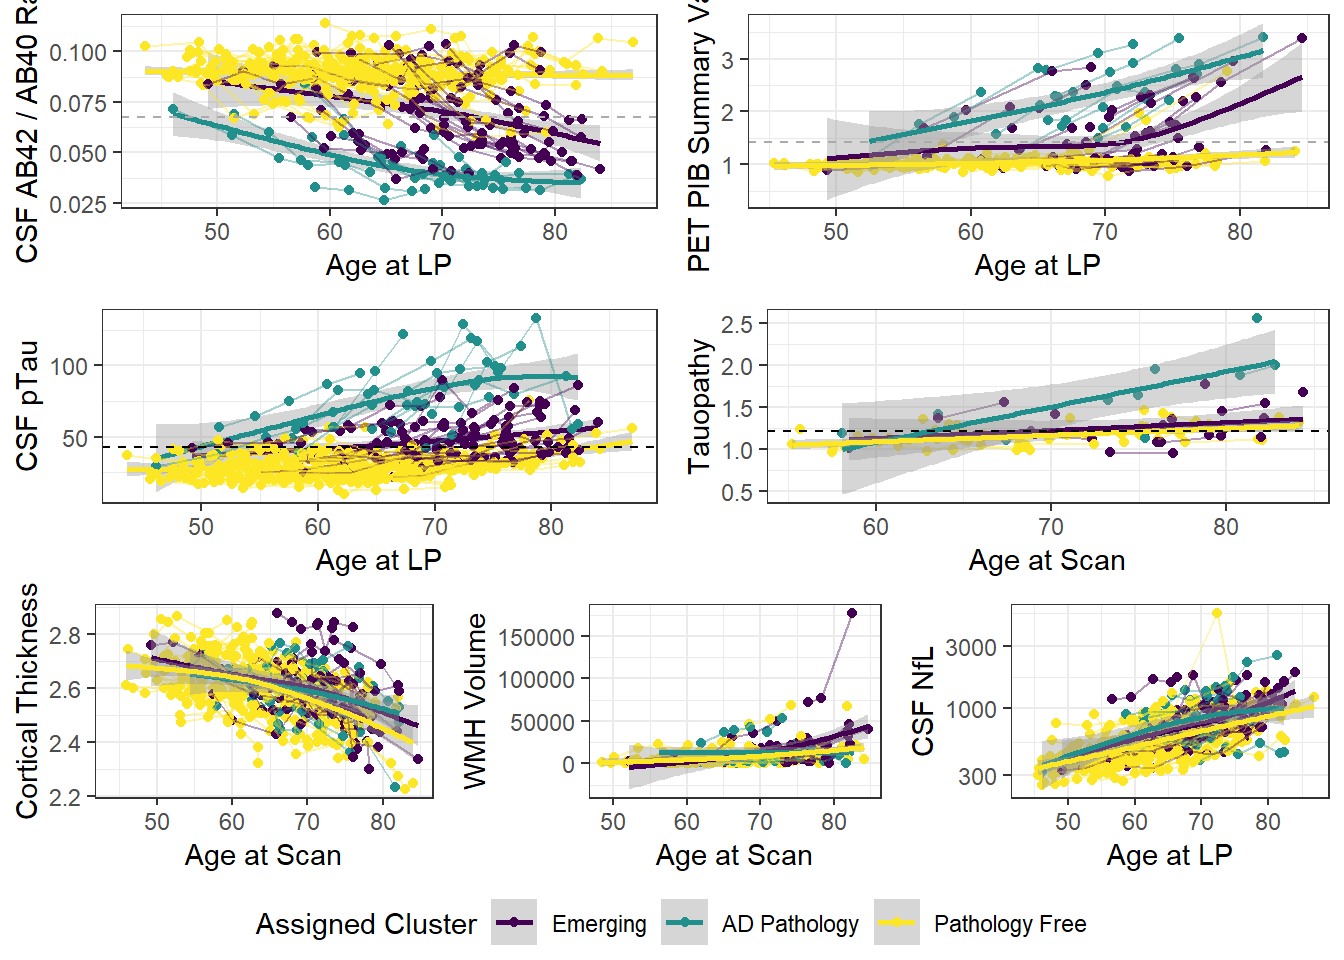 CSF AB42 / AB40 Ra
0.100
0.075
0.050
0.025
50 60 70 80
Age at LP
PET PIB Summary Va
3
2
1
50 60 70 80
Age at LP
CSF pTau
100
50
50 60 70 80
Age at LP
Tauopathy
2.5
2.0
1.5
1.0
0.5
60 70 80
Age at Scan
Cortical Thickness
2.8
2.6
2.4
2.2
50 60 70 80
Age at Scan
WMH Volume
150000
100000
50000
0
50 60 70 80
Age at Scan
CSF NfL
3000
1000
300
50 60 70 80
Age at LP
Assigned Cluster Emerging AD Pathology Pathology Free